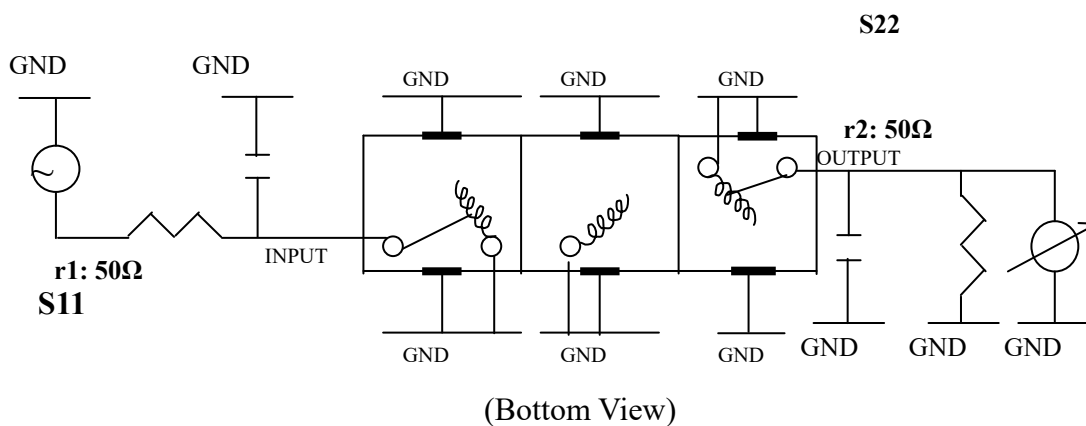 S22
GND
GND
GND
GND
GND
r2: 50Ω
OUTPUT
INPUT
r1: 50Ω
S11
GND
GND
GND
GND
GND
GND
(Bottom View)